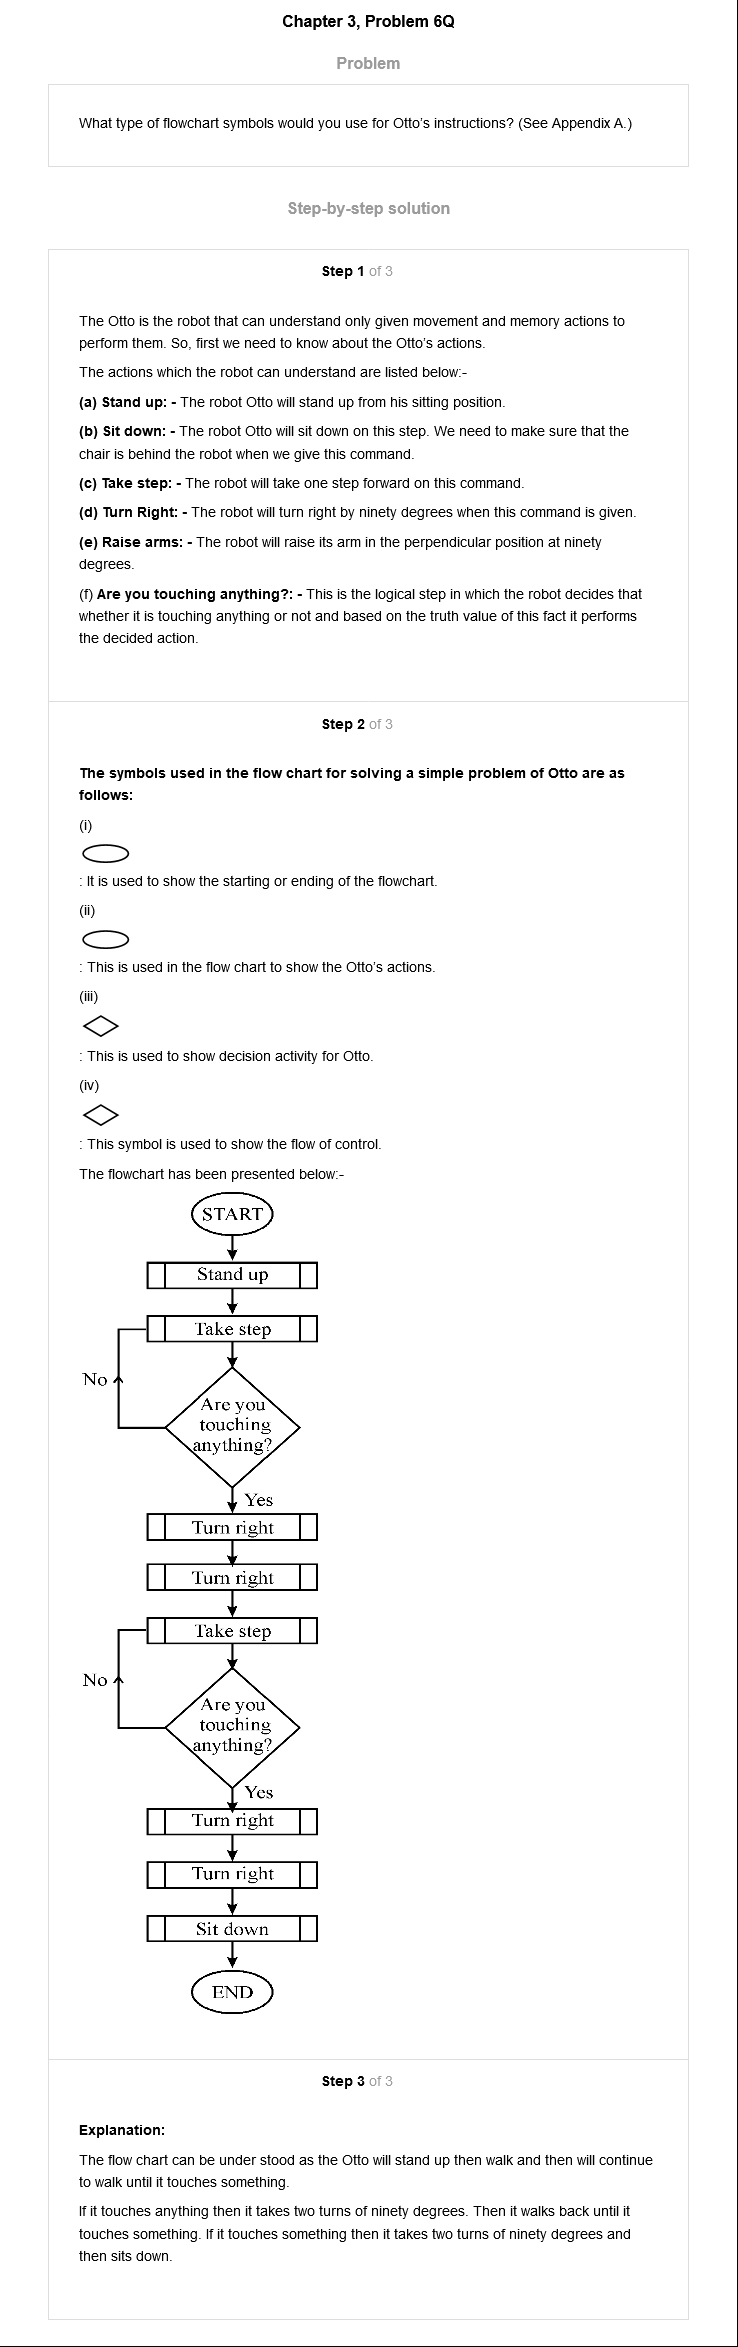 Chapter 3, Problem 6Q
Problem
What type of flowchart symbols would you use for Otto's instructions? (See Appendix A.)
Step-by-step solution
Step 1 of 3
The Otto is the robot that can understand only given movement and memory actions to
perform them. So, first we need to know about the Otto's actions.
The actions which the robot can understand are listed below:-
(a) Stand up: - The robot Otto will stand up from his sitting position.
(b) Sit down: - The robot Otto will sit down on this step. We need to make sure that the
chair is behind the robot when we give this command.
(c) Take step: - The robot will take one step forward on this command.
(d) Turn Right: - The robot will turn right by ninety degrees when this command is given.
(e) Raise arms: - The robot will raise its arm in the perpendicular position at ninety
degrees.
(f) Are you touching anything?: - This is the logical step in which the robot decides that
whether it is touching anything or not and based on the truth value of this fact it performs
the decided action.
Step 2 of 3
The symbols used in the flow chart for solving a simple problem of Otto are as
follows:
(i)
: It is used to show the starting or ending of the flowchart.
(ii)
: This is used in the flow chart to show the Otto's actions.
(iii)
: This is used to show decision activity for Otto.
(iv)
: This symbol is used to show the flow of control.
The flowchart has been presented below:-
START
Stand up
Take step
No
Are you
touching
anything?
Yes
Turn right
Turn right
Take step
No
Are you
touching
anything?
Yes
Turn right
Turn right
Sit down
END
Step 3 of 3
Explanation:
The flow chart can be under stood as the Otto will stand up then walk and then will continue
to walk until it touches something.
If it touches anything then it takes two turns of ninety degrees. Then it walks back until it
touches something. If it touches something then it takes two turns of ninety degrees and
then sits down.